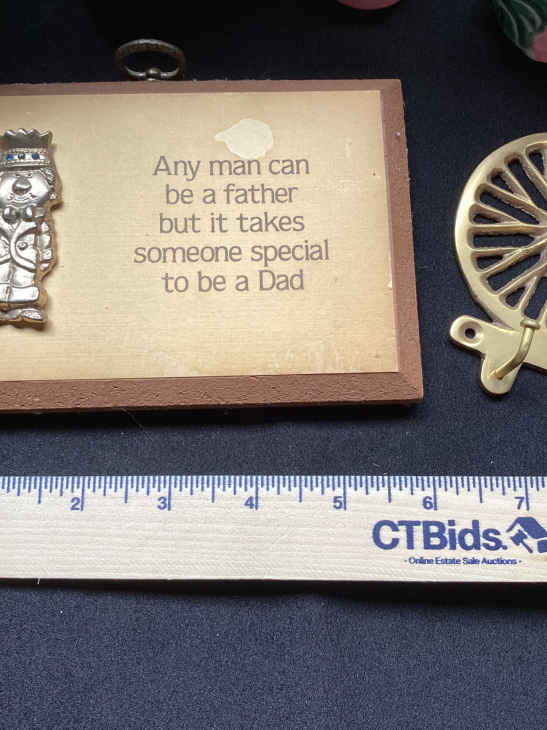 Any man can
be a father
but it takes
someone special
to be a Dad
2 3 4 5 6 7
CTBids.
- Online Estate Sale Auctions -